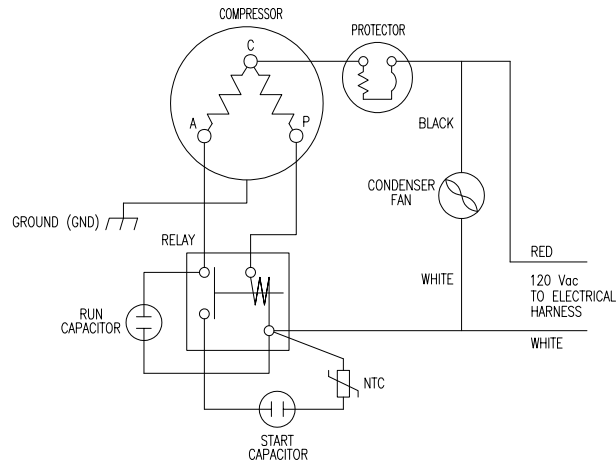 COMPRESSOR
PROTECTOR
C
A
P
BLACK
CONDENSER
FAN
GROUND (GND)
RELAY
RED
WHITE
120 Vac
TO ELECTRICAL
HARNESS
RUN
CAPACITOR
WHITE
NTC
START
CAPACITOR